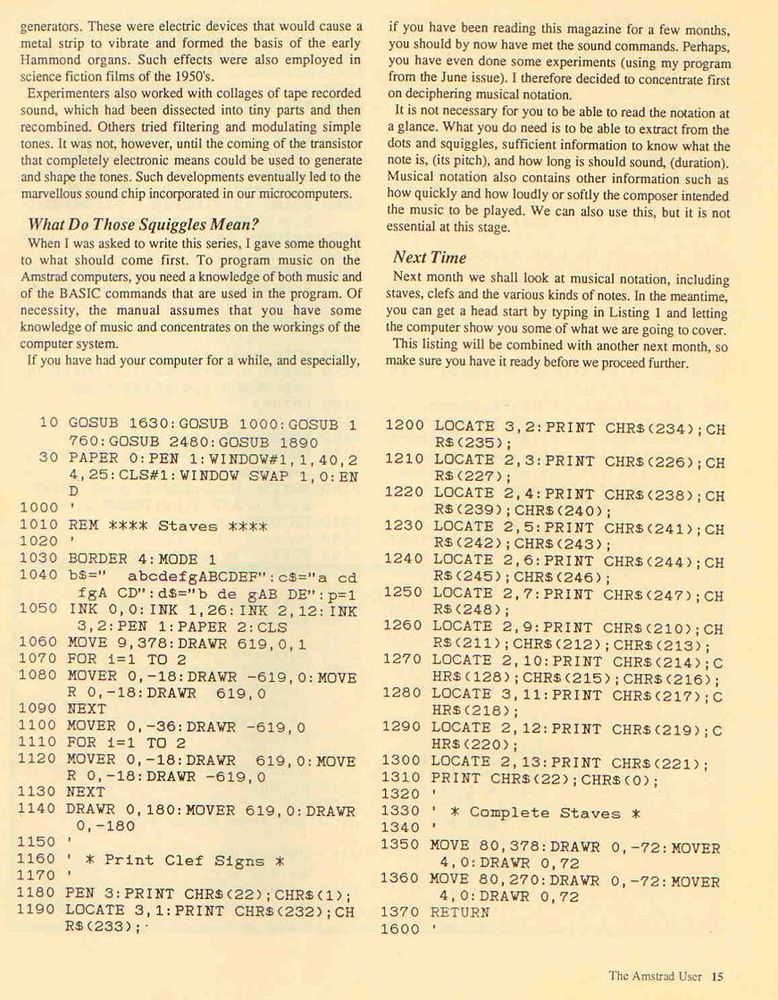 generators. These were electric devices that would cause a
metal strip to vibrate and formed the basis of the early
Hammond organs. Such effects were also employed in
science fiction films of the 1950's.
Experimenters also worked with collages of tape recorded
sound, which had been dissected into tiny parts and then
recombined. Others tried filtering and modulating simple
tones. It was not, however, until the coming of the transistor
that completely electronic means could be used to generate
and shape the tones. Such developments eventually led to the
marvellous sound chip incorporated in our microcomputers.
What Do Those Squiggles Mean?
When I was asked to write this series, I gave some thought
to what should come first. To program music on the
Amstrad computers, you need a knowledge of both music and
of the BASIC commands that are used in the program. Of
necessity, the manual assumes that you have some
knowledge of music and concentrates on the workings of the
computer system.
If you have had your computer for a while, and especially,
if you have been reading this magazine for a few months,
you should by now have met the sound commands. Perhaps,
you have even done some experiments (using my program
from the June issue). I therefore decided to concentrate first
on deciphering musical notation.
It is not necessary for you to be able to read the notation at
a glance. What you do need is to be able to extract from the
dots and squiggles, sufficient information to know what the
note is, (its pitch), and how long is should sound, (duration).
Musical notation also contains other information such as
how quickly and how loudly or softly the composer intended
the music to be played. We can also use this, but it is not
essential at this stage.
Next Time
Next month we shall look at musical notation, including
staves, clefs and the various kinds of notes. In the meantime,
you can get a head start by typing in Listing 1 and letting
the computer show you some of what we are going to cover.
This listing will be combined with another next month, so
make sure you have it ready before we proceed further.
10 GOSUB 1630:GOSUB 1000:GOSUB 1
760:GOSUB 2480:GOSUB 1890
30 PAPER 0:PEN 1:WINDOW#1,1,40,2
4,25:CLS#1:WINDOW SWAP 1,0:EN
D
1000 '
1010 REM **** Staves ****
1020 '
1030 BORDER 4:MODE 1
1040 b$="  abcdefgABCDEF":c$="a cd
fgA CD":d$="b de gAB DE":p=1
1050 INK 0,0:INK 1,26:INK 2,12:INK
3,2:PEN 1:PAPER 2:CLS
1060 MOVE 9,378:DRAWR 619,0,1
1070 FOR i=1 TO 2
1080 MOVER 0,-18:DRAWR -619,0:MOVE
R 0,-18:DRAWR  619,0
1090 NEXT
1100 MOVER 0,-36:DRAWR -619,0
1110 FOR i=1 TO 2
1120 MOVER 0,-18:DRAWR  619,0:MOVE
R 0,-18:DRAWR -619,0
1130 NEXT
1140 DRAWR 0,180:MOVER 619,0:DRAWR
0,-180
1150 '
1160 ' * Print Clef Signs *
1170 '
1180 PEN 3:PRINT CHR$(22);CHR$(1);
1190 LOCATE 3,1:PRINT CHR$(232);CH
R$(233);
1200 LOCATE 3,2:PRINT CHR$(234);CH
R$(235);
1210 LOCATE 2,3:PRINT CHR$(226);CH
R$(227);
1220 LOCATE 2,4:PRINT CHR$(238);CH
R$(239);CHR$(240);
1230 LOCATE 2,5:PRINT CHR$(241);CH
R$(242);CHR$(243);
1240 LOCATE 2,6:PRINT CHR$(244);CH
R$(245);CHR$(246);
1250 LOCATE 2,7:PRINT CHR$(247);CH
R$(248);
1260 LOCATE 2,9:PRINT CHR$(210);CH
R$(211);CHR$(212);CHR$(213);
1270 LOCATE 2,10:PRINT CHR$(214);C
HR$(128);CHR$(215);CHR$(216);
1280 LOCATE 3,11:PRINT CHR$(217);C
HR$(218);
1290 LOCATE 2,12:PRINT CHR$(219);C
HR$(220);
1300 LOCATE 2,13:PRINT CHR$(221);
1310 PRINT CHR$(22);CHR$(0);
1320 '
1330 ' * Complete Staves *
1340 '
1350 MOVE 80,378:DRAWR 0,-72:MOVER
4,0:DRAWR 0,72
1360 MOVE 80,270:DRAWR 0,-72:MOVER
4,0:DRAWR 0,72
1370 RETURN
1600 '
The Amstrad User 15